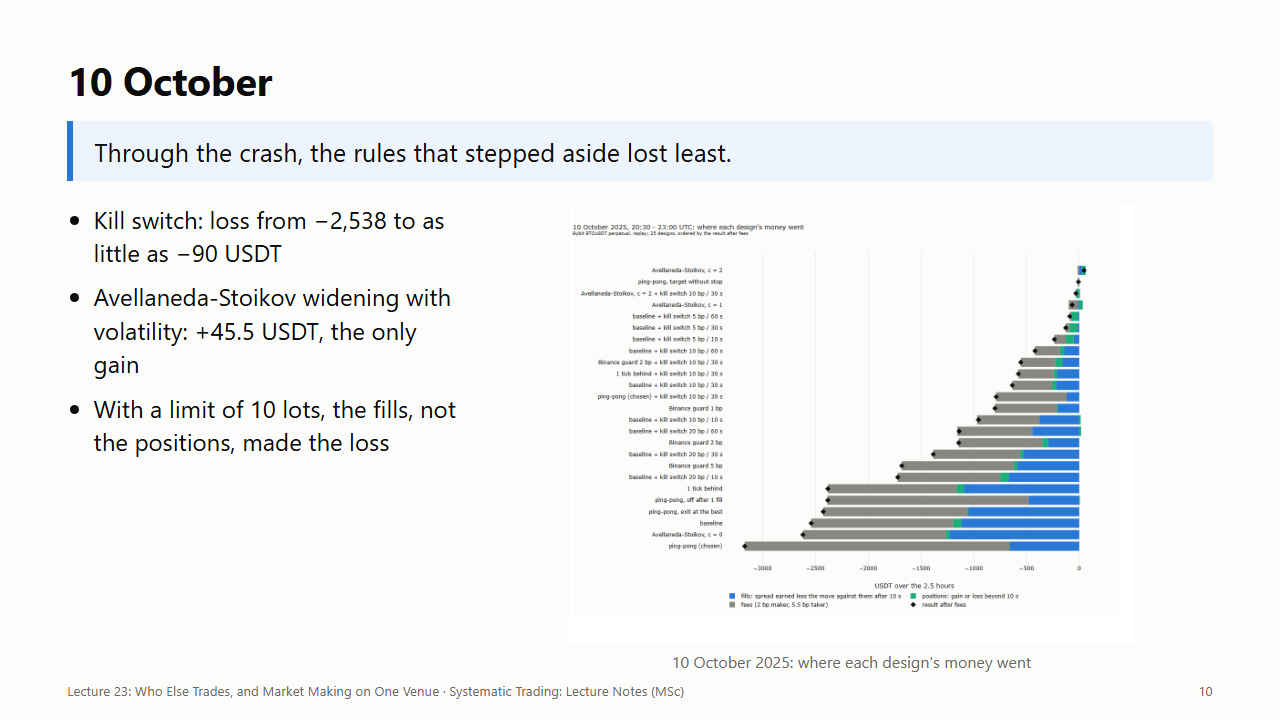 10 October
Through the crash, the rules that stepped aside lost least.
• Kill switch: loss from −2,538 to as
little as −90 USDT
• Avellaneda-Stoikov widening with
volatility: +45.5 USDT, the only
gain
• With a limit of 10 lots, the fills, not
the positions, made the loss
10 October 2025, 20:30 - 23:00 UTC: where each design's money went
Bybit BTCUSDT perpetual, replay; 25 designs, ordered by the result after fees
Avellaneda-Stoikov, c = 2
ping-pong, target without stop
Avellaneda-Stoikov, c = 2 + kill switch 10 bp / 30 s
Avellaneda-Stoikov, c = 1
baseline + kill switch 5 bp / 60 s
baseline + kill switch 5 bp / 30 s
baseline + kill switch 5 bp / 10 s
baseline + kill switch 10 bp / 60 s
Binance guard 2 bp + kill switch 10 bp / 30 s
1 tick behind + kill switch 10 bp / 30 s
baseline + kill switch 10 bp / 30 s
ping-pong (chosen) + kill switch 10 bp / 30 s
Binance guard 1 bp
baseline + kill switch 10 bp / 10 s
baseline + kill switch 20 bp / 60 s
Binance guard 2 bp
baseline + kill switch 20 bp / 30 s
Binance guard 5 bp
baseline + kill switch 20 bp / 10 s
1 tick behind
ping-pong, off after 1 fill
ping-pong, exit at the best
baseline
Avellaneda-Stoikov, c = 0
ping-pong (chosen)
−3000 −2500 −2000 −1500 −1000 −500 0
USDT over the 2.5 hours
fills: spread earned less the move against them after 10 s
positions: gain or loss beyond 10 s
fees (2 bp maker, 5.5 bp taker)
result after fees
10 October 2025: where each design's money went
Lecture 23: Who Else Trades, and Market Making on One Venue · Systematic Trading: Lecture Notes (MSc)
10